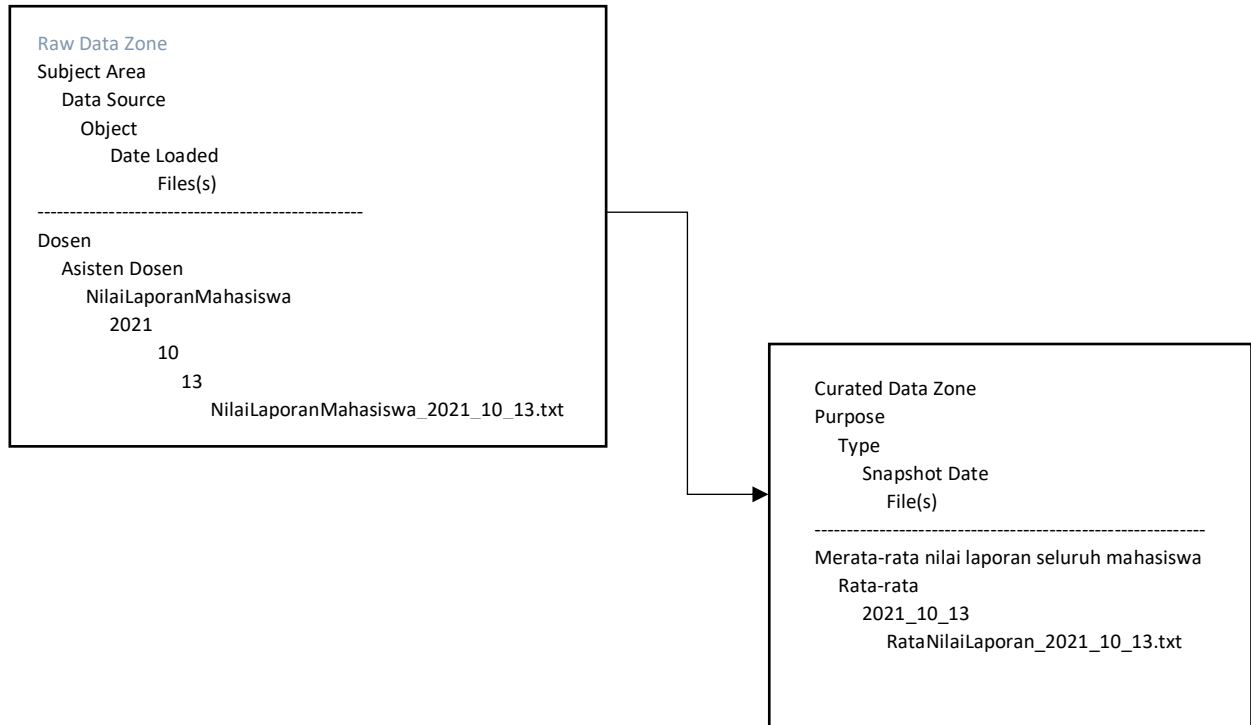 Raw Data Zone
Subject Area
Data Source
Object
Date Loaded
Files(s)
--------------------------------------------------
Dosen
Asisten Dosen
NilaiLaporanMahasiswa
2021
10
13
NilaiLaporanMahasiswa_2021_10_13.txt
Curated Data Zone
Purpose
Type
Snapshot Date
File(s)
------------------------------------------------------------
Merata-rata nilai laporan seluruh mahasiswa
Rata-rata
2021_10_13
RataNilaiLaporan_2021_10_13.txt